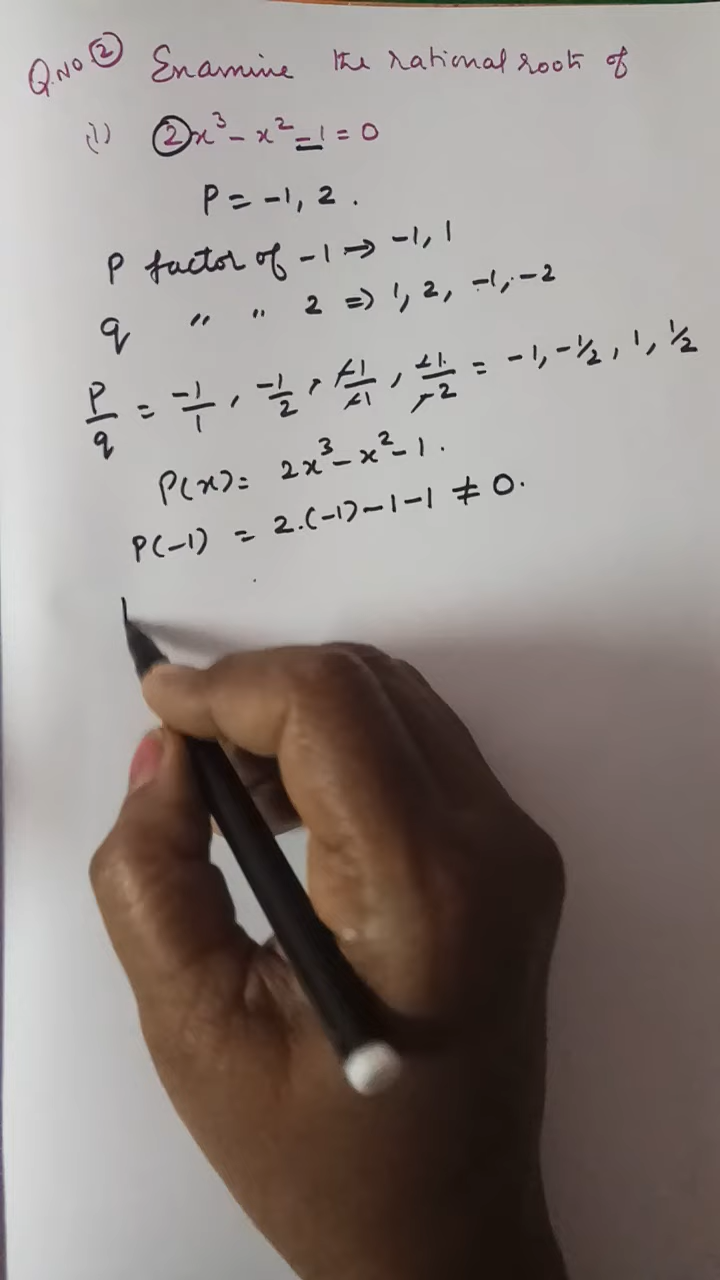 Q.NO ② Examine the rational roots of
(i) 2x³ - x² - 1 = 0
P = -1, 2.
P factor of -1 → -1, 1
q " " 2 ⇒ 1, 2, -1, -2
P/q = -1/1, -1/2, -1/-1, -1/-2 = -1, -1/2, 1, 1/2
P(x) = 2x³ - x² - 1.
P(-1) = 2.(-1) - 1 - 1 ≠ 0.